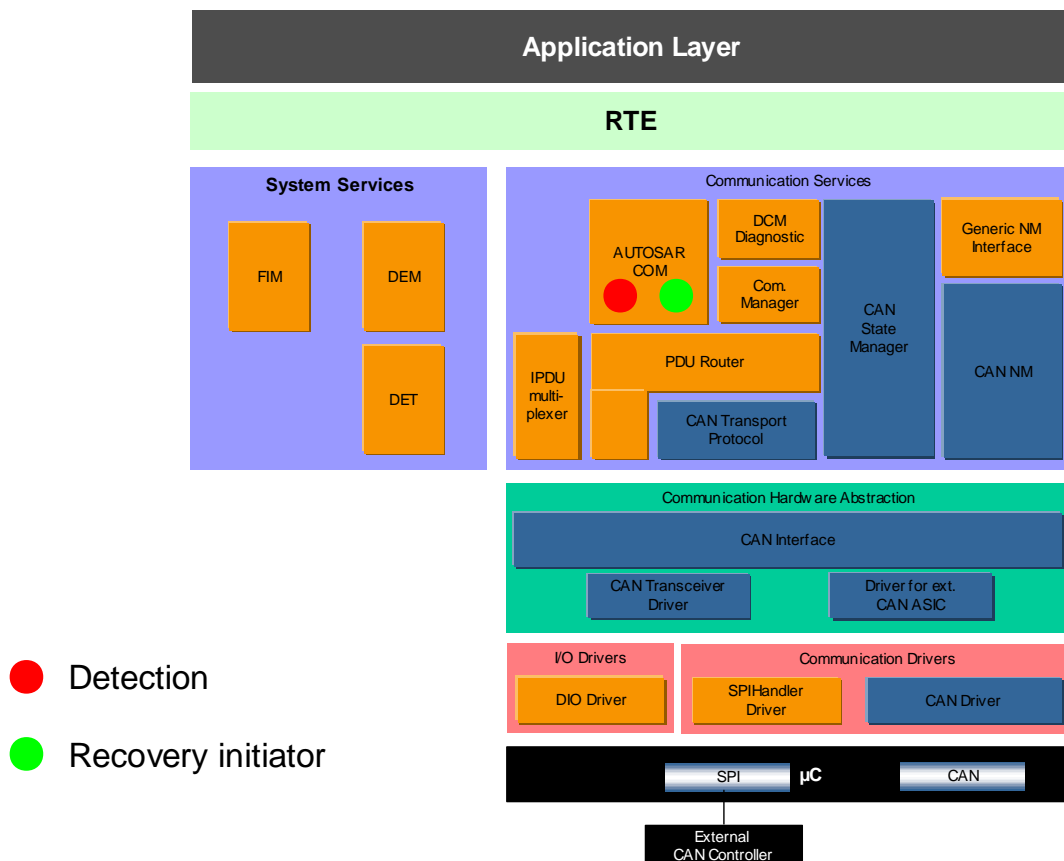 Application Layer
RTE
System Services
FIM
DEM
DET
Communication Services
AUTOSAR
COM
DCM
Diagnostic
Com.
Manager
CAN
State
Manager
Generic NM
Interface
CAN NM
IPDU
multi-
plexer
PDU Router
CAN Transport
Protocol
Communication Hardware Abstraction
CAN Interface
CAN Transceiver
Driver
Driver for ext.
CAN ASIC
I/O Drivers
DIO Driver
Communication Drivers
SPIHandler
Driver
CAN Driver
SPI
µC
CAN
External
CAN Controller
Detection
Recovery initiator